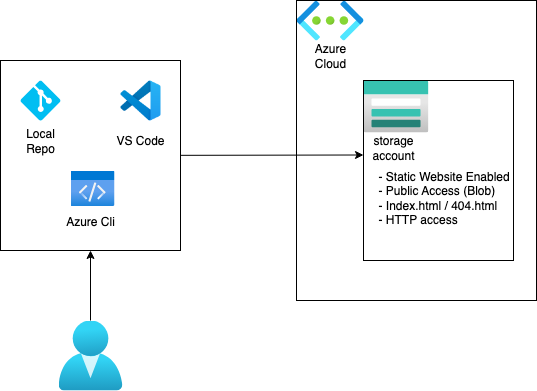 Azure
Cloud
Local
Repo
VS Code
Azure Cli
storage
account
- Static Website Enabled
- Public Access (Blob)
- Index.html / 404.html
- HTTP access